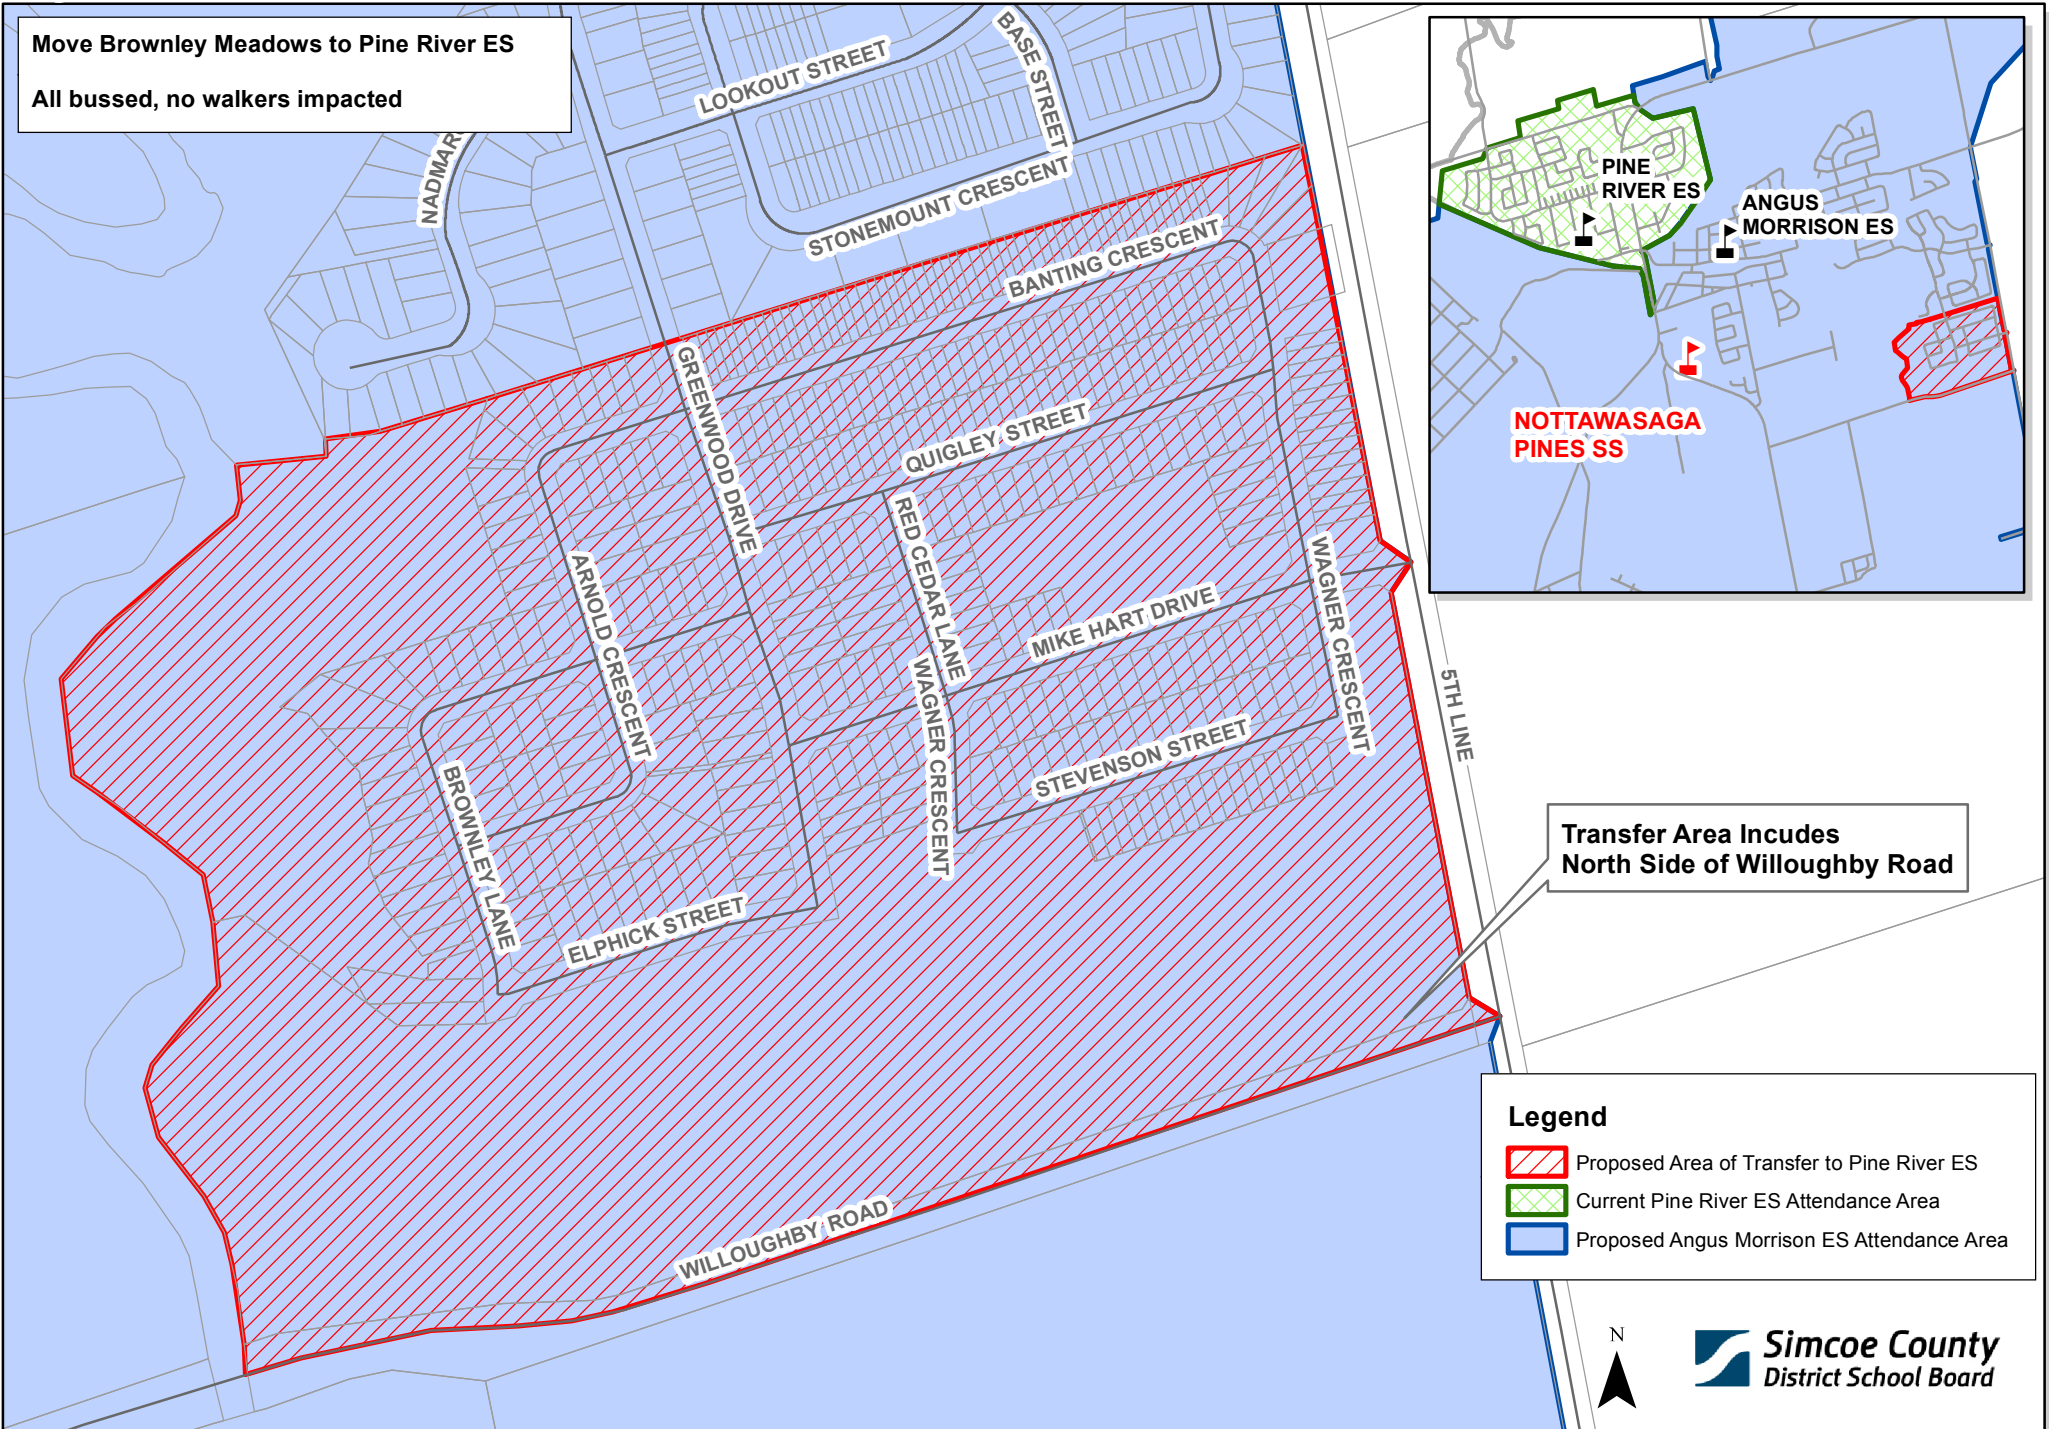 Move Brownley Meadows to Pine River ES
All bussed, no walkers impacted
LOOKOUT STREET
BASE STREET
STONEMOUNT CRESCENT
BANTING CRESCENT
GREENWOOD DRIVE
QUIGLEY STREET
RED CEDAR LANE
ARNOLD CRESCENT
MIKE HART DRIVE
WAGNER CRESCENT
WAGNER CRESCENT
STEVENSON STREET
BROWNLEY LANE
ELPHICK STREET
5TH LINE
WILLOUGHBY ROAD
PINE
RIVER ES
ANGUS
MORRISON ES
NOTTAWASAGA
PINES SS
Transfer Area Incudes
North Side of Willoughby Road
Legend
Proposed Area of Transfer to Pine River ES
Current Pine River ES Attendance Area
Proposed Angus Morrison ES Attendance Area
N
Simcoe County
District School Board